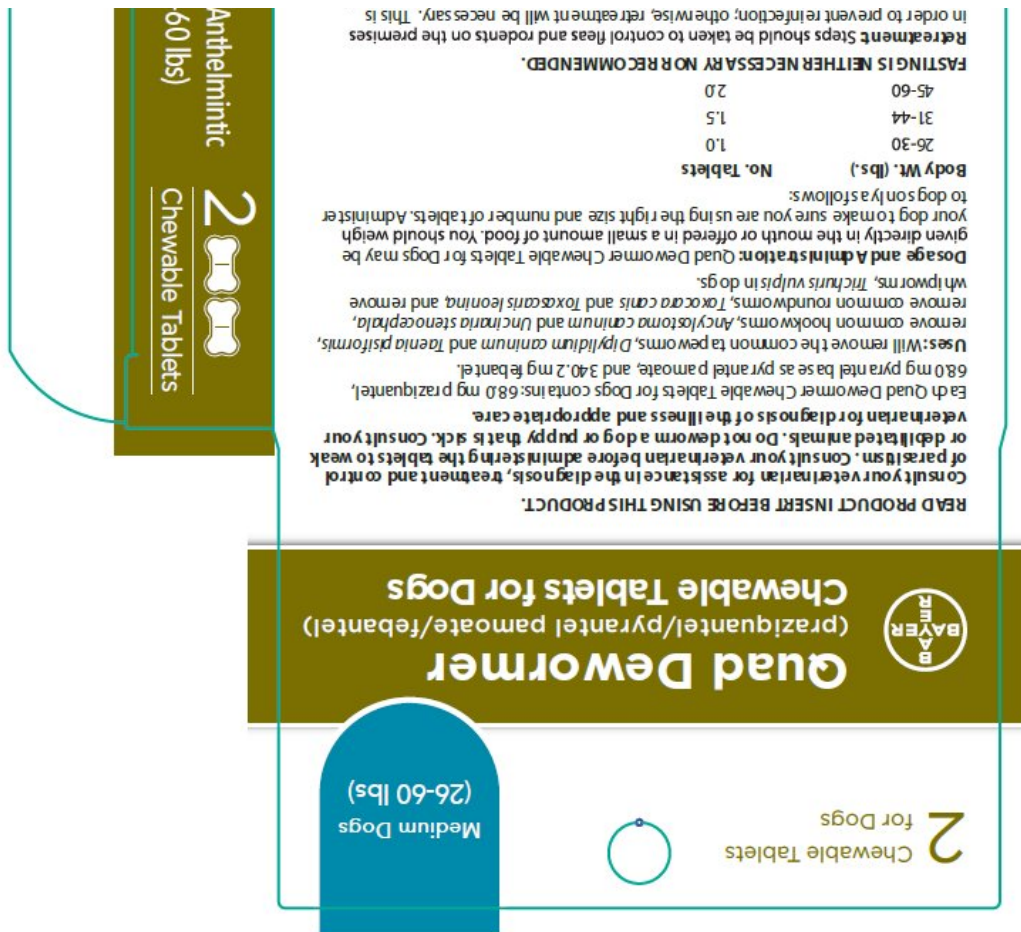 2 Chewable Tablets
for Dogs
Medium Dogs
(26-60 lbs)
BAYER
BAYER
Quad Dewormer
(praziquantel/pyrantel pamoate/febantel)
Chewable Tablets for Dogs
READ PRODUCT INSERT BEFORE USING THIS PRODUCT.
Consult your veterinarian for assistance in the diagnosis, treatment and control
of parasitism. Consult your veterinarian before administering the tablets to weak
or debilitated animals. Do not deworm a dog or puppy that is sick. Consult your
veterinarian for diagnosis of the illness and appropriate care.
Each Quad Dewormer Chewable Tablets for Dogs contains: 68.0 mg praziquantel,
68.0 mg pyrantel base as pyrantel pamoate, and 340.2 mg febantel.
Uses: Will remove the common tapeworms, Dipylidium caninum and Taenia pisiformis,
remove common hookworms, Ancylostoma caninum and Uncinaria stenocephala,
remove common roundworms, Toxocara canis and Toxascaris leonina, and remove
whipworms, Trichuris vulpis in dogs.
Dosage and Administration: Quad Dewormer Chewable Tablets for Dogs may be
given directly in the mouth or offered in a small amount of food. You should weigh
your dog to make sure you are using the right size and number of tablets. Administer
to dogs only as follows:
Body Wt. (lbs.) No. Tablets
26-30 1.0
31-44 1.5
45-60 2.0
FASTING IS NEITHER NECESSARY NOR RECOMMENDED.
Retreatment: Steps should be taken to control fleas and rodents on the premises
in order to prevent reinfection; otherwise, retreatment will be necessary. This is
Anthelmintic
-60 lbs)
2
Chewable Tablets